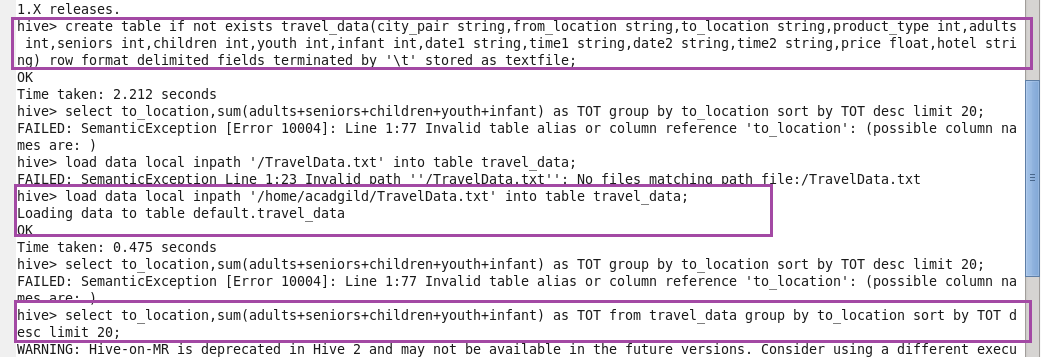 1.X releases.
hive> create table if not exists travel_data(city_pair string,from_location string,to_location string,product_type int,adults
 int,seniors int,children int,youth int,infant int,date1 string,time1 string,date2 string,time2 string,price float,hotel stri
ng) row format delimited fields terminated by '\t' stored as textfile;
OK
Time taken: 2.212 seconds
hive> select to_location,sum(adults+seniors+children+youth+infant) as TOT group by to_location sort by TOT desc limit 20;
FAILED: SemanticException [Error 10004]: Line 1:77 Invalid table alias or column reference 'to_location': (possible column na
mes are: )
hive> load data local inpath '/TravelData.txt' into table travel_data;
FAILED: SemanticException Line 1:23 Invalid path ''/TravelData.txt'': No files matching path file:/TravelData.txt
hive> load data local inpath '/home/acadgild/TravelData.txt' into table travel_data;
Loading data to table default.travel_data
OK
Time taken: 0.475 seconds
hive> select to_location,sum(adults+seniors+children+youth+infant) as TOT group by to_location sort by TOT desc limit 20;
FAILED: SemanticException [Error 10004]: Line 1:77 Invalid table alias or column reference 'to_location': (possible column na
mes are: )
hive> select to_location,sum(adults+seniors+children+youth+infant) as TOT from travel_data group by to_location sort by TOT d
esc limit 20;
WARNING: Hive-on-MR is deprecated in Hive 2 and may not be available in the future versions. Consider using a different execu